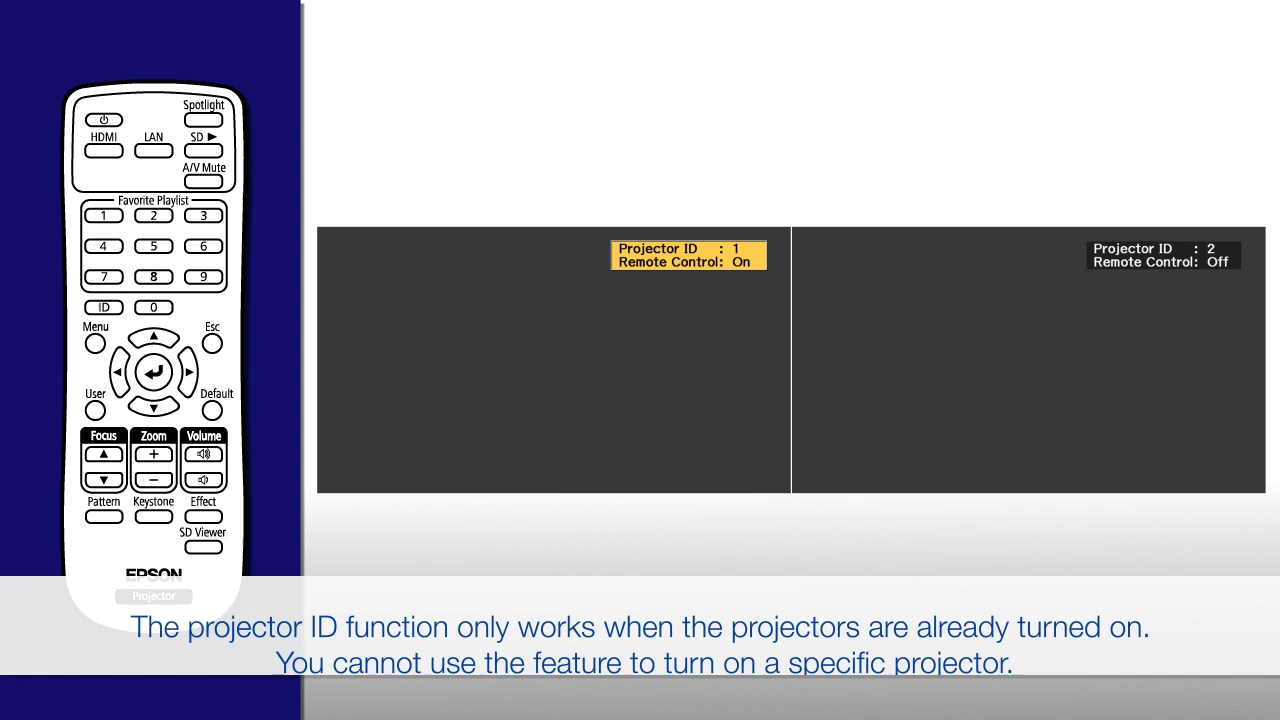 Spotlight
HDMI LAN SD
A/V Mute
Favorite Playlist
1 2 3
4 5 6
7 8 9
ID 0
Menu Esc
User Default
Focus Zoom Volume
+
−
Pattern Keystone Effect
SD Viewer
EPSON
Projector
Projector ID : 1
Remote Control: On
Projector ID : 2
Remote Control: Off
The projector ID function only works when the projectors are already turned on.
You cannot use the feature to turn on a specific projector.